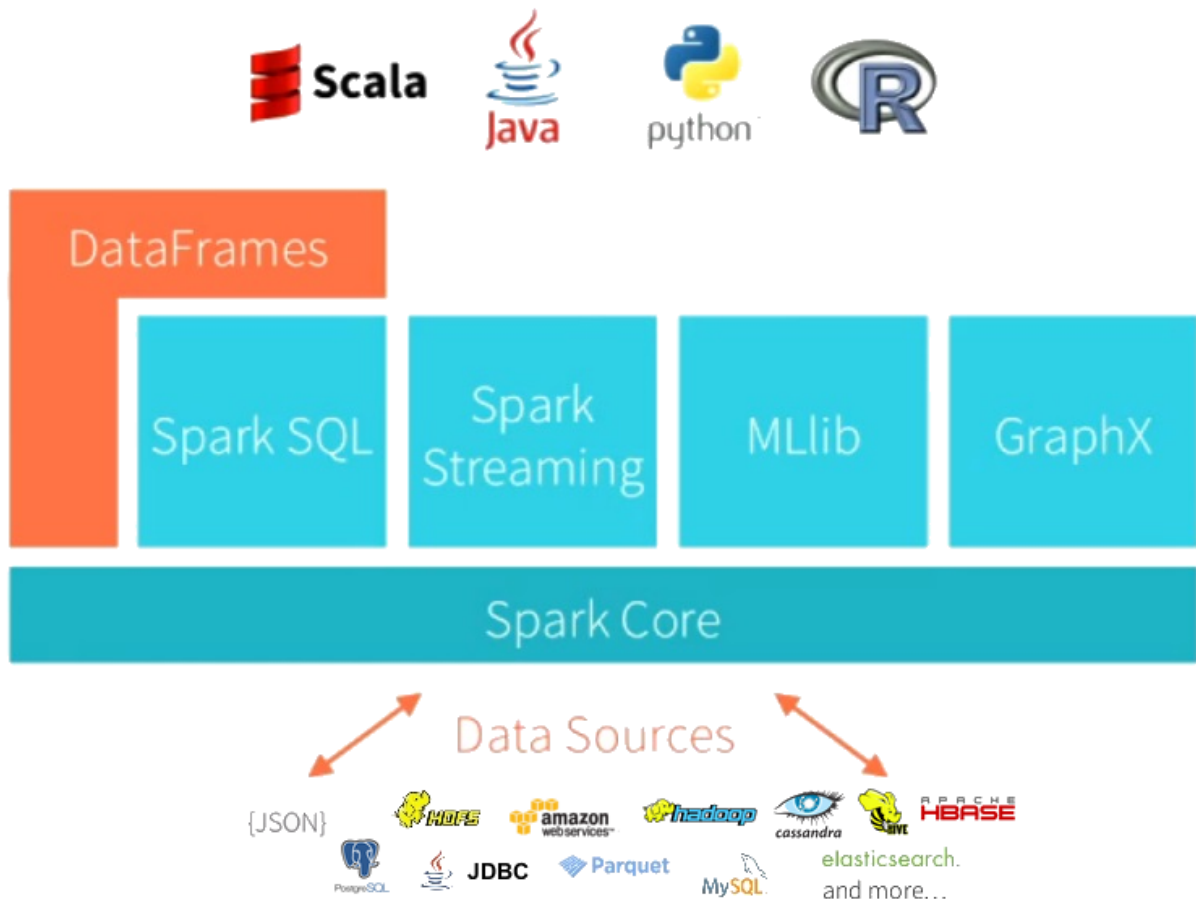 Scala
Java
python
R
DataFrames
Spark SQL
Spark
Streaming
MLlib
GraphX
Spark Core
Data Sources
{JSON}
HDFS
amazon
webservices™
hadoop
cassandra
HIVE
APACHE
HBASE
PostgreSQL
JDBC
Parquet
MySQL
elasticsearch.
and more...